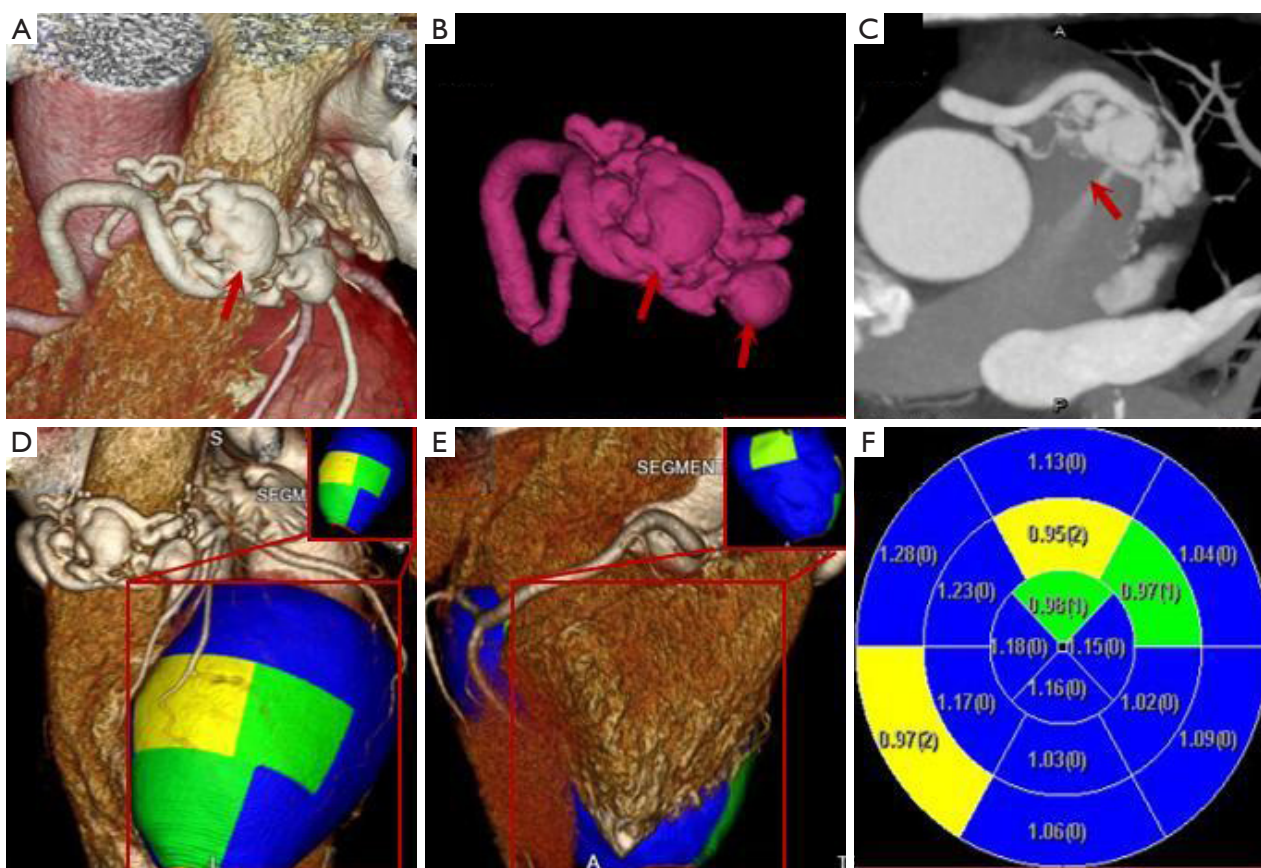 A
B
C
A
P
D
S
SEGM
E
SEGMEN
A
F
1.13(0)
1.28(0)
0.95(2)
1.04(0)
1.23(0)
0.98(1)
0.97(1)
1.18(0)
1.15(0)
1.16(0)
1.17(0)
1.02(0)
0.97(2)
1.03(0)
1.09(0)
1.06(0)